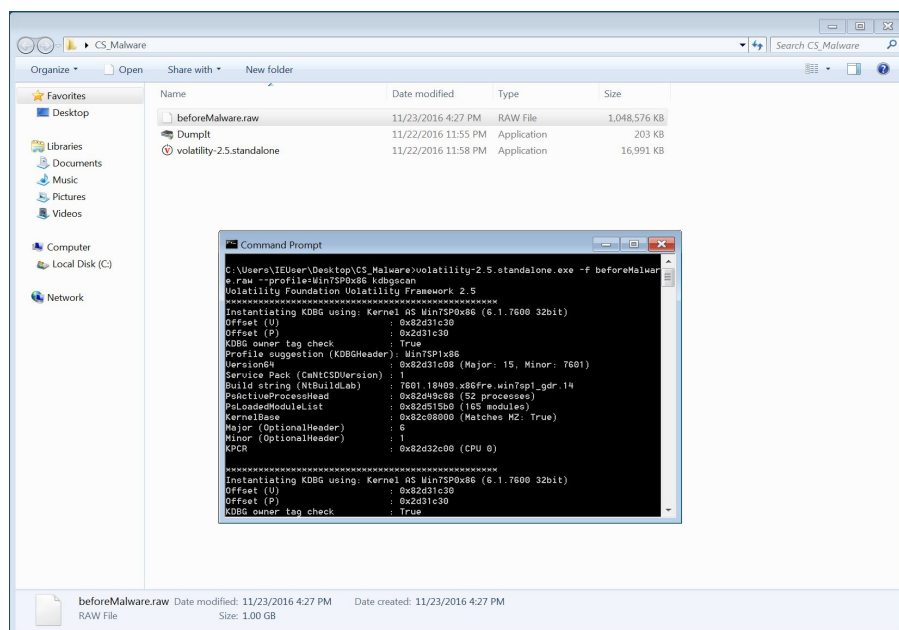 CS_Malware
Search CS_Malware
Organize
Open
Share with
New folder
Name
Date modified
Type
Size
Favorites
Desktop
Libraries
Documents
Music
Pictures
Videos
Computer
Local Disk (C:)
Network
beforeMalware.raw 11/23/2016 4:27 PM RAW File 1,048,576 KB
DumpIt 11/22/2016 11:55 PM Application 203 KB
volatility-2.5.standalone 11/22/2016 11:58 PM Application 16,991 KB
Command Prompt
C:\Users\IEUser\Desktop\CS_Malware>volatility-2.5.standalone.exe -f beforeMalwar
e.raw --profile=Win7SP0x86 kdbgscan
Volatility Foundation Volatility Framework 2.5
**************************************************
Instantiating KDBG using: Kernel AS Win7SP0x86 (6.1.7600 32bit)
Offset (V) : 0x82d31c30
Offset (P) : 0x2d31c30
KDBG owner tag check : True
Profile suggestion (KDBGHeader): Win7SP1x86
Version64 : 0x82d31c08 (Major: 15, Minor: 7601)
Service Pack (CmNtCSDVersion) : 1
Build string (NtBuildLab) : 7601.18409.x86fre.win7sp1_gdr.14
PsActiveProcessHead : 0x82d49c88 (52 processes)
PsLoadedModuleList : 0x82d515b0 (165 modules)
KernelBase : 0x82c08000 (Matches MZ: True)
Major (OptionalHeader) : 6
Minor (OptionalHeader) : 1
KPCR : 0x82d32c00 (CPU 0)
**************************************************
Instantiating KDBG using: Kernel AS Win7SP0x86 (6.1.7600 32bit)
Offset (V) : 0x82d31c30
Offset (P) : 0x2d31c30
KDBG owner tag check : True
beforeMalware.raw Date modified: 11/23/2016 4:27 PM Date created: 11/23/2016 4:27 PM
RAW File Size: 1.00 GB